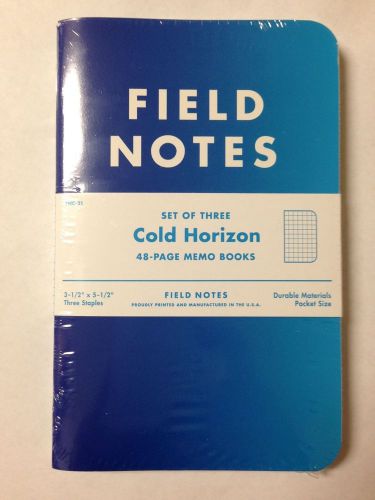 FIELD
NOTES
SET OF THREE
Cold Horizon
48-PAGE MEMO BOOKS
3-1/2" x 5-1/2"
Three Staples
FIELD NOTES
PROUDLY PRINTED AND MANUFACTURED IN THE U.S.A.
Durable Materials
Pocket Size